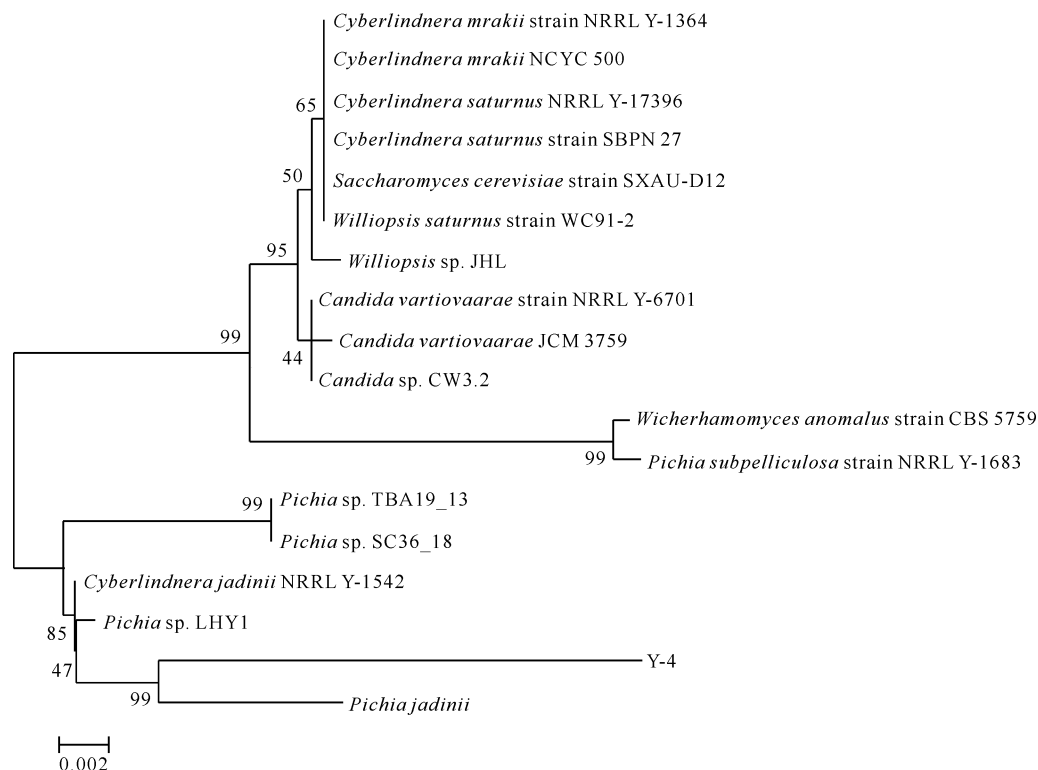 Cyberlindnera mrakii strain NRRL Y-1364
Cyberlindnera mrakii NCYC 500
65
Cyberlindnera saturnus NRRL Y-17396
Cyberlindnera saturnus strain SBPN 27
50
Saccharomyces cerevisiae strain SXAU-D12
Williopsis saturnus strain WC91-2
95
Williopsis sp. JHL
Candida vartiovaarae strain NRRL Y-6701
99
Candida vartiovaarae JCM 3759
44
Candida sp. CW3.2
Wicherhamomyces anomalus strain CBS 5759
99
Pichia subpelliculosa strain NRRL Y-1683
99
Pichia sp. TBA19_13
Pichia sp. SC36_18
Cyberlindnera jadinii NRRL Y-1542
Pichia sp. LHY1
85
47
Y-4
99
Pichia jadinii
0.002